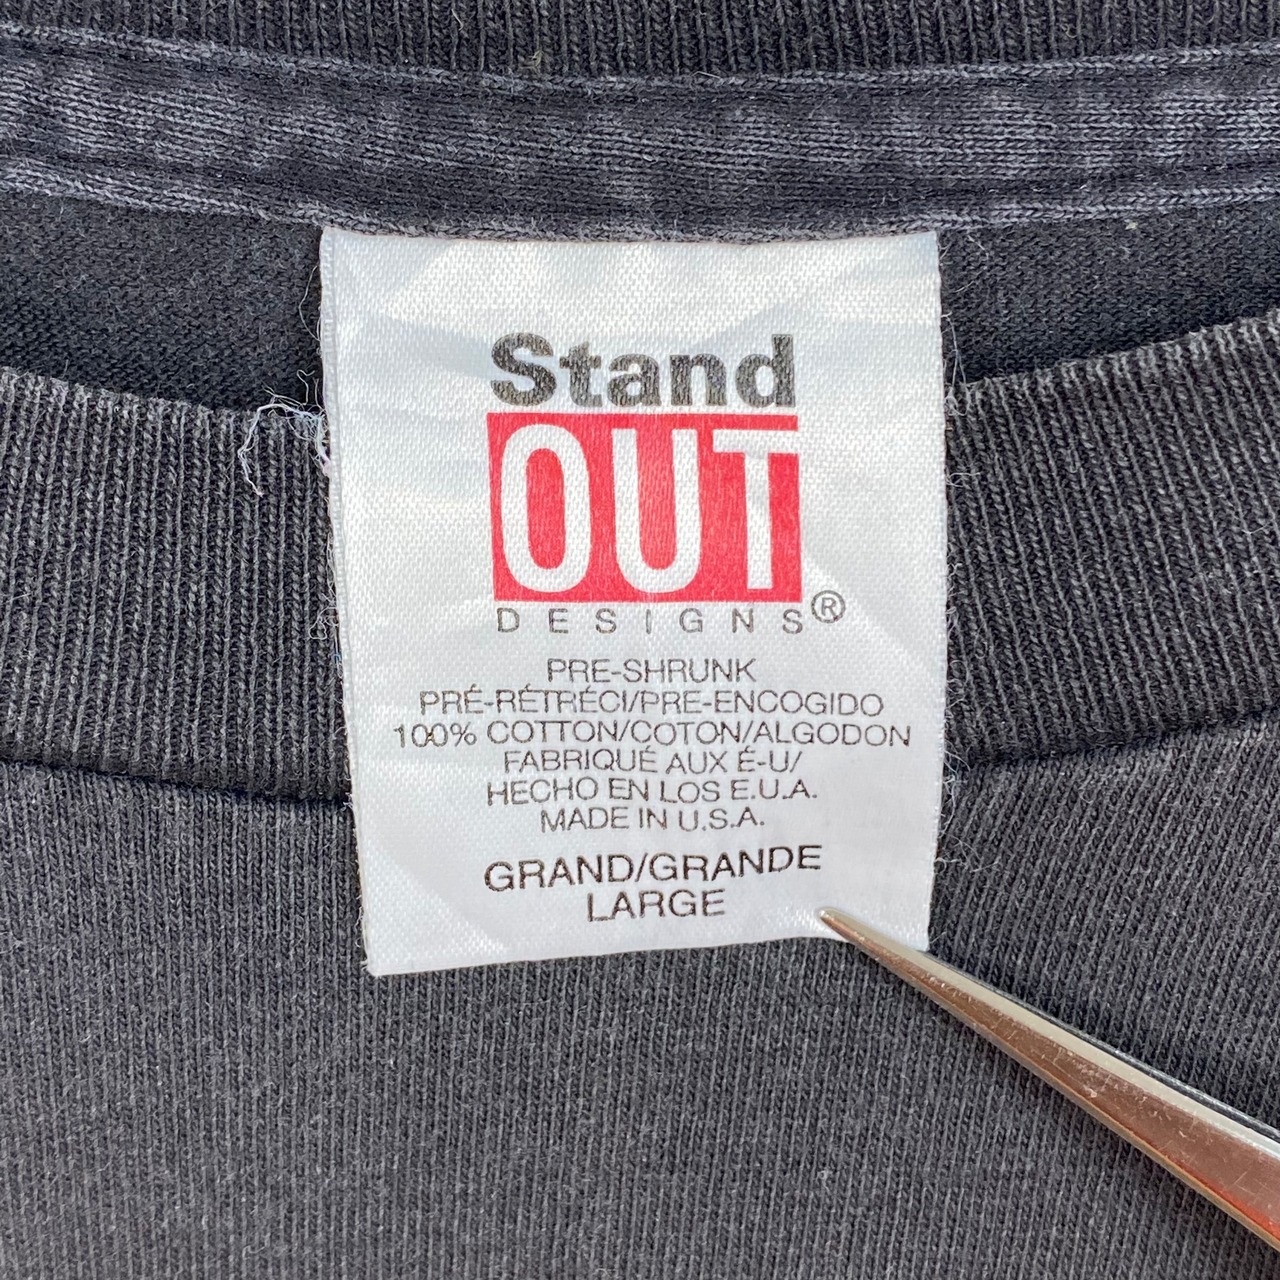 Stand
OUT
DESIGNS®
PRE-SHRUNK
PRÉ-RÉTRÉCI/PRE-ENCOGIDO
100% COTTON/COTON/ALGODON
FABRIQUÉ AUX É-U/
HECHO EN LOS E.U.A.
MADE IN U.S.A.
GRAND/GRANDE
LARGE